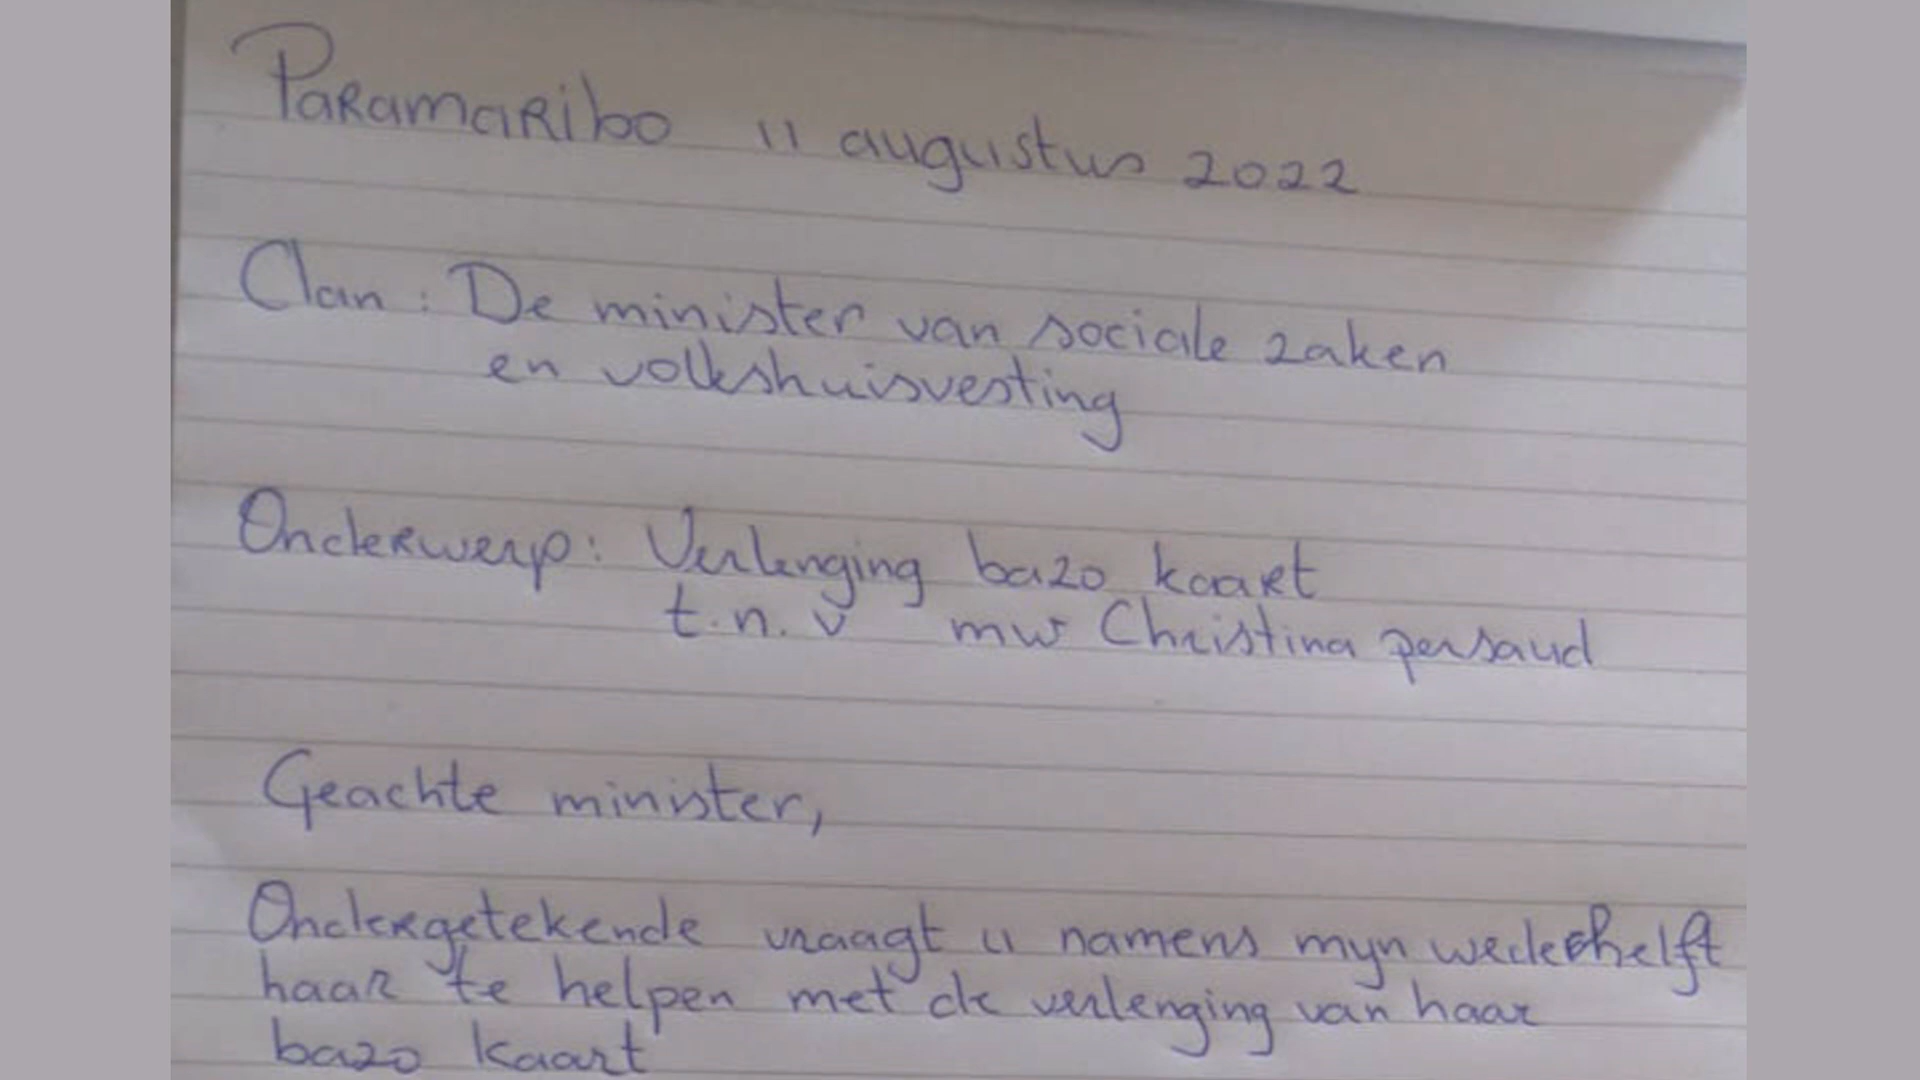 Paramaribo 11 augustus 2022
Aan: De minister van sociale zaken
en volkshuisvesting
Onderwerp: Verlenging bazo kaart
t.n.v mw Christina persaud
Geachte minister,
Ondergetekende vraagt u namens myn wederhelft
haar te helpen met de verlenging van haar
bazo kaart